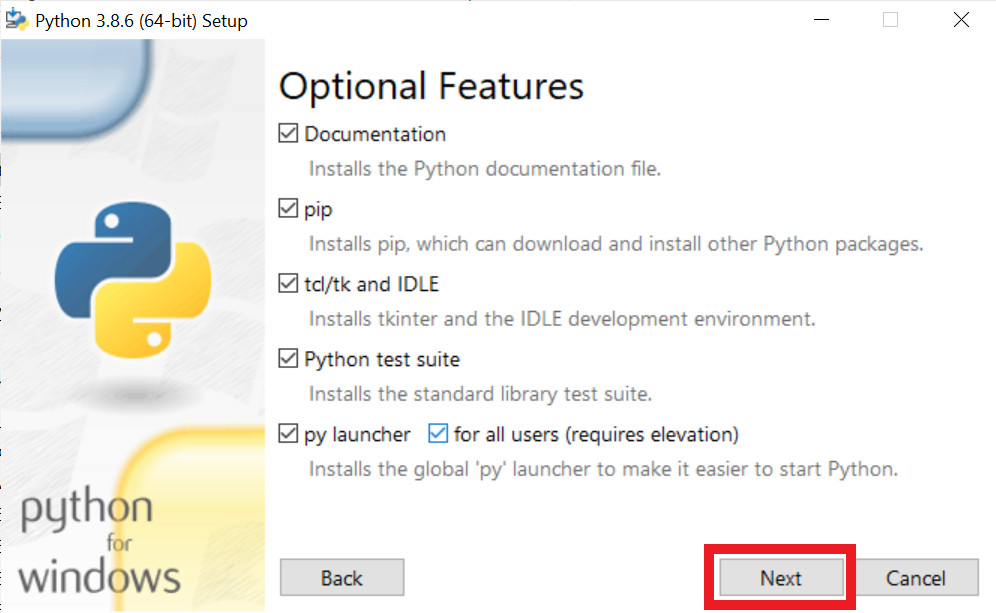 Python 3.8.6 (64-bit) Setup
Optional Features
Documentation
Installs the Python documentation file.
pip
Installs pip, which can download and install other Python packages.
tcl/tk and IDLE
Installs tkinter and the IDLE development environment.
Python test suite
Installs the standard library test suite.
py launcher for all users (requires elevation)
Installs the global 'py' launcher to make it easier to start Python.
python
for
windows
Back Next Cancel